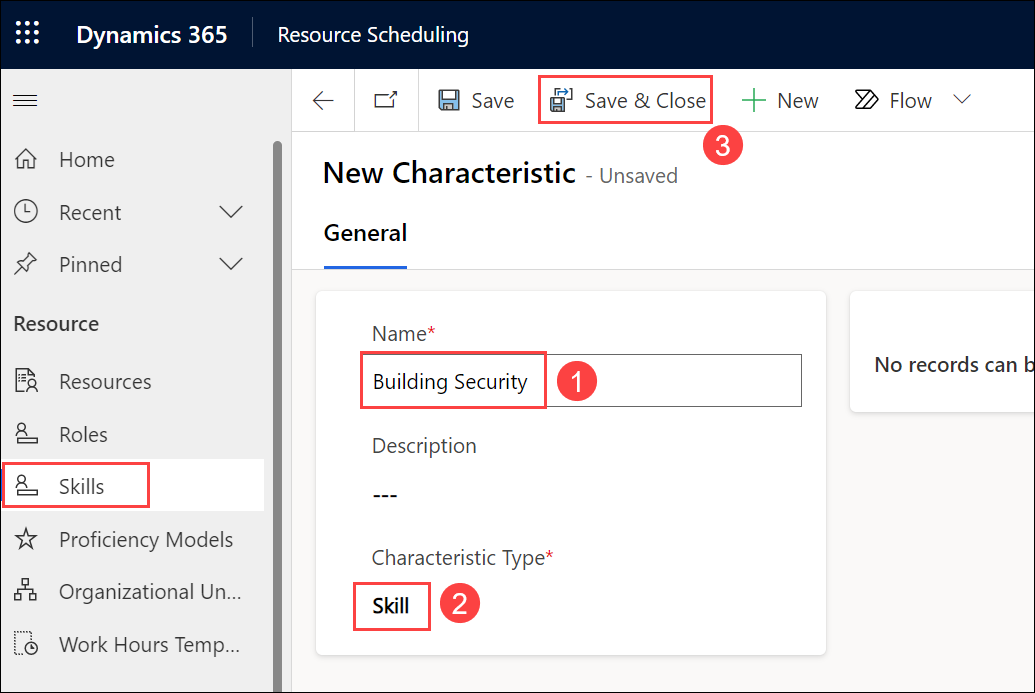 Dynamics 365 Resource Scheduling
Save Save & Close New Flow
3
New Characteristic - Unsaved
General
Home
Recent
Pinned
Resource
Resources
Roles
Skills
Proficiency Models
Organizational Un...
Work Hours Temp...
Name*
Building Security 1
Description
---
Characteristic Type*
Skill 2
No records can b